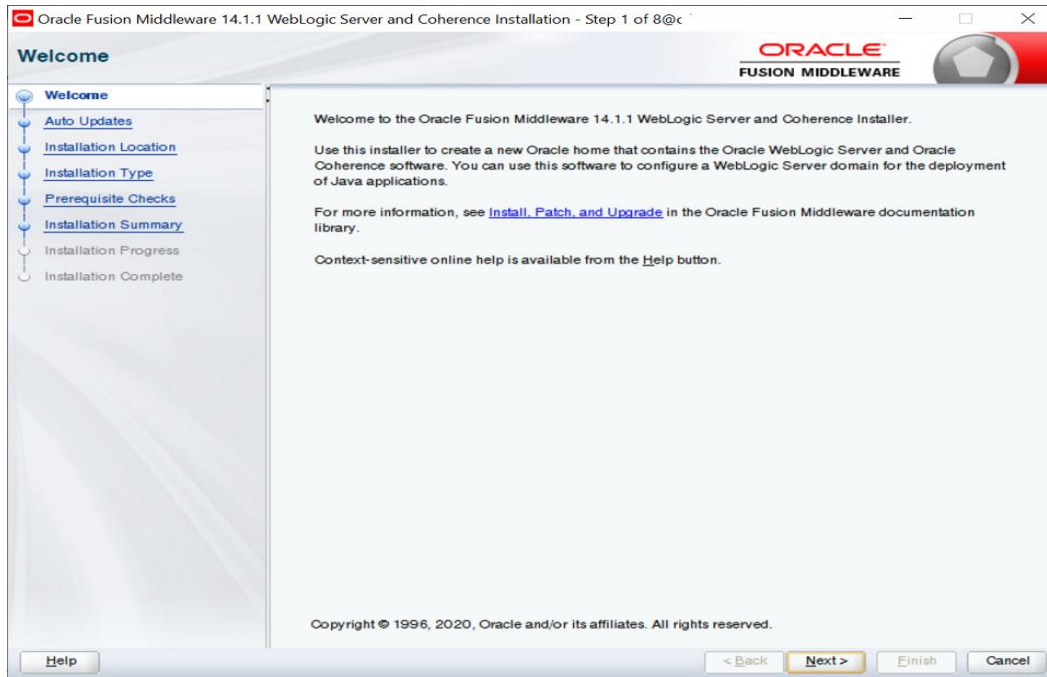 Oracle Fusion Middleware 14.1.1 WebLogic Server and Coherence Installation - Step 1 of 8@c
Welcome
ORACLE
FUSION MIDDLEWARE
Welcome
Auto Updates
Installation Location
Installation Type
Prerequisite Checks
Installation Summary
Installation Progress
Installation Complete
Welcome to the Oracle Fusion Middleware 14.1.1 WebLogic Server and Coherence Installer.
Use this installer to create a new Oracle home that contains the Oracle WebLogic Server and Oracle
Coherence software. You can use this software to configure a WebLogic Server domain for the deployment
of Java applications.
For more information, see Install, Patch, and Upgrade in the Oracle Fusion Middleware documentation
library.
Context-sensitive online help is available from the Help button.
Copyright © 1996, 2020, Oracle and/or its affiliates. All rights reserved.
Help
< Back
Next >
Finish
Cancel